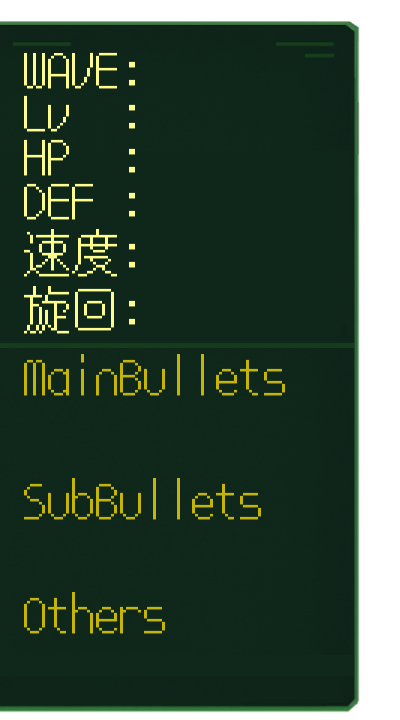 WAVE:
Lv :
HP :
DEF :
速度:
旋回:
MainBullets
SubBullets
Others